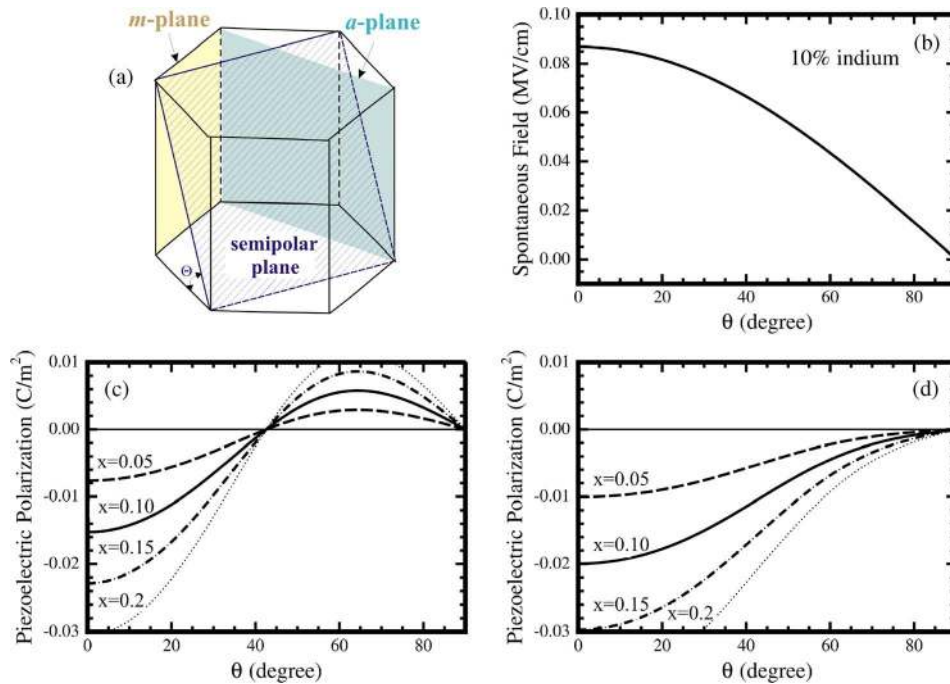 m-plane
a-plane
(a)
semipolar
plane
Θ
(b)
10% indium
Spontaneous Field (MV/cm)
0.10
0.08
0.06
0.04
0.02
0.00
0 20 40 60 80
θ (degree)
(c)
Piezoelectric Polarization (C/m²)
0.01
0.00
-0.01
-0.02
-0.03
x=0.05
x=0.10
x=0.15
x=0.2
0 20 40 60 80
θ (degree)
(d)
Piezoelectric Polarization (C/m²)
0.01
0.00
-0.01
-0.02
-0.03
x=0.05
x=0.10
x=0.15
x=0.2
0 20 40 60 80
θ (degree)